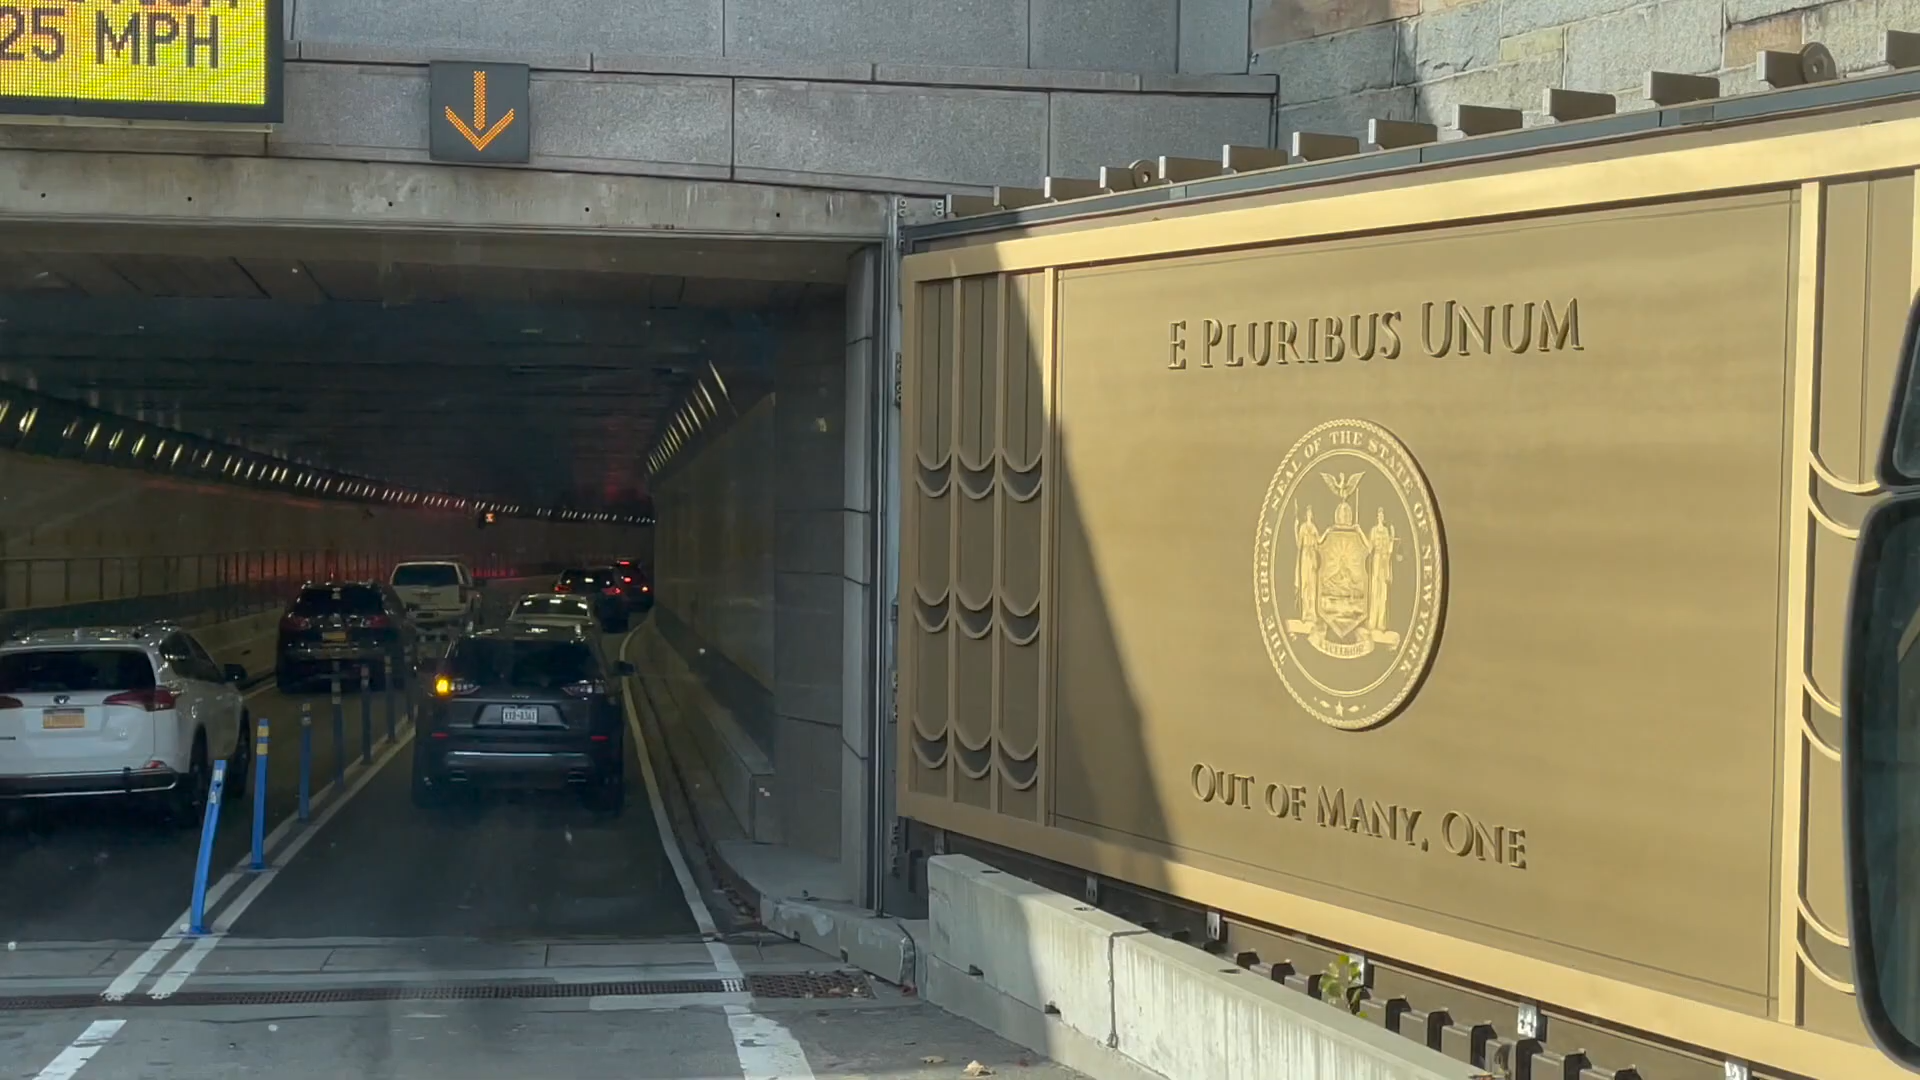 25 MPH
E PLURIBUS UNUM
THE GREAT SEAL OF THE STATE OF NEW YORK
EXCELSIOR
OUT OF MANY, ONE